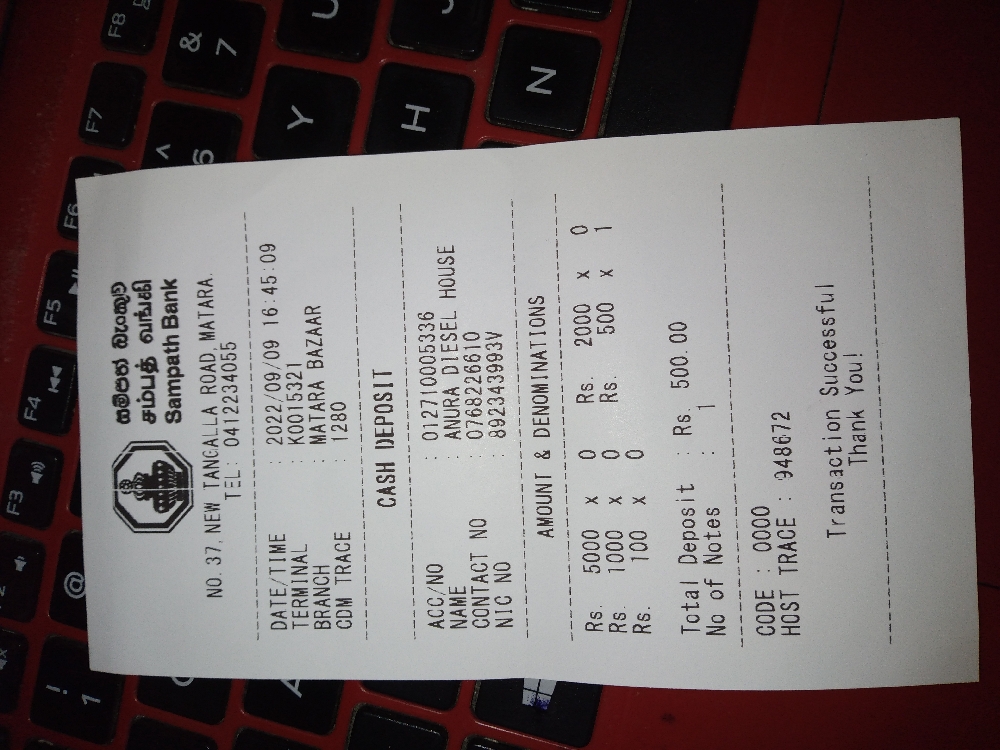 සම්පත් බැංකුව
சம்பத் வங்கி
Sampath Bank
NO. 37, NEW TANGALLA ROAD MATARA.
TEL: 0412234055
DATE/TIME : 2022/09/09 16:45:09
TERMINAL : K0015321
BRANCH : MATARA BAZAAR
CDM TRACE : 1280
CASH DEPOSIT
ACC/NO : 012710005336
NAME : ANURA DIESEL HOUSE
CONTACT NO : 0768226610
NIC NO : 892343993V
AMOUNT & DENOMINATIONS
Rs. 5000 x 0 Rs. 2000 x 0
Rs. 1000 x 0 Rs. 500 x 1
Rs. 100 x 0
Total Deposit : Rs. 500.00
No of Notes : 1
CODE : 0000
HOST TRACE : 948672
Transaction Successful
Thank You!
F8
F7
F6
F5
F4
F3
& 7
^ 6
@
! 1
U
Y
J
H
N
A